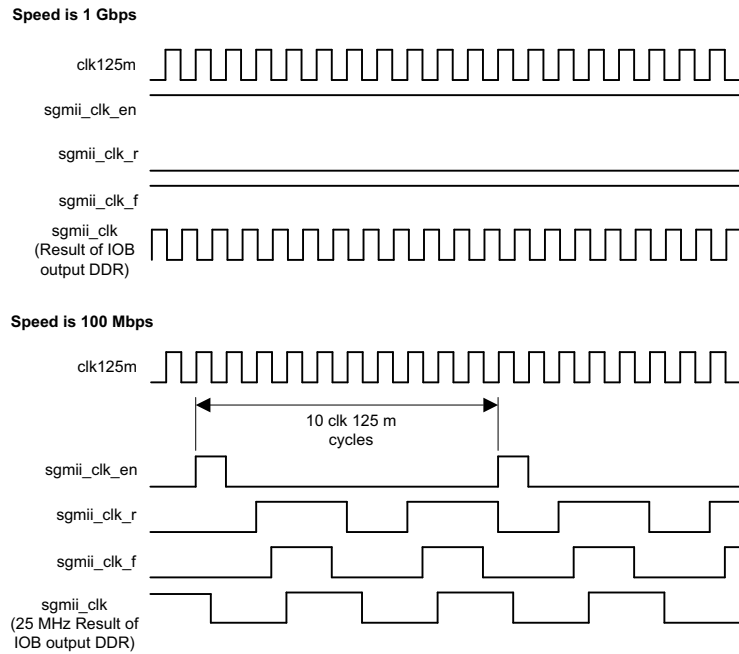 Speed is 1 Gbps
clk125m
sgmii_clk_en
sgmii_clk_r
sgmii_clk_f
sgmii_clk
(Result of IOB
output DDR)
Speed is 100 Mbps
clk125m
10 clk 125 m
cycles
sgmii_clk_en
sgmii_clk_r
sgmii_clk_f
sgmii_clk
(25 MHz Result of
IOB output DDR)